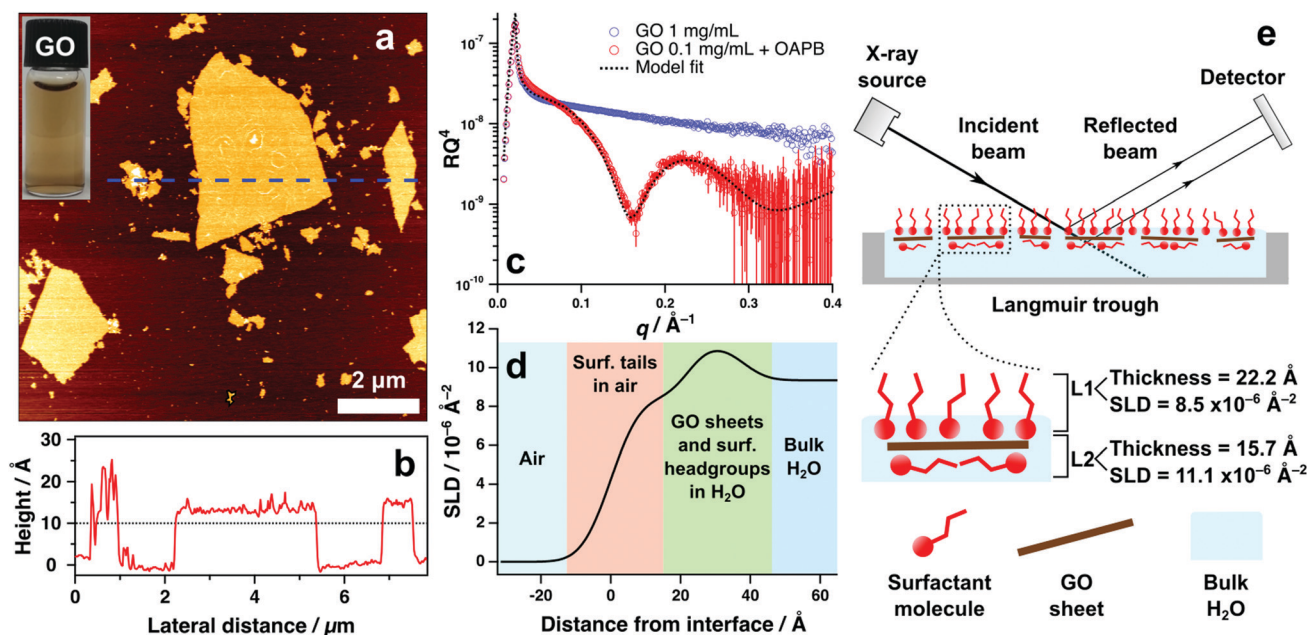 GO
a
2 µm
b
Height / Å
30
20
10
0
0
2
4
6
Lateral distance / µm
c
RQ⁴
10⁻⁷
10⁻⁸
10⁻⁹
10⁻¹⁰
GO 1 mg/mL
GO 0.1 mg/mL + OAPB
Model fit
0.0
0.1
0.2
0.3
0.4
q / Å⁻¹
d
SLD / 10⁻⁶ Å⁻²
12
10
8
6
4
2
0
Air
Surf. tails
in air
GO sheets
and surf.
headgroups
in H₂O
Bulk
H₂O
-20
0
20
40
60
Distance from interface / Å
e
X-ray
source
Incident
beam
Reflected
beam
Detector
Langmuir trough
L1
Thickness = 22.2 Å
SLD = 8.5 x10⁻⁶ Å⁻²
L2
Thickness = 15.7 Å
SLD = 11.1 x10⁻⁶ Å⁻²
Surfactant
molecule
GO
sheet
Bulk
H₂O